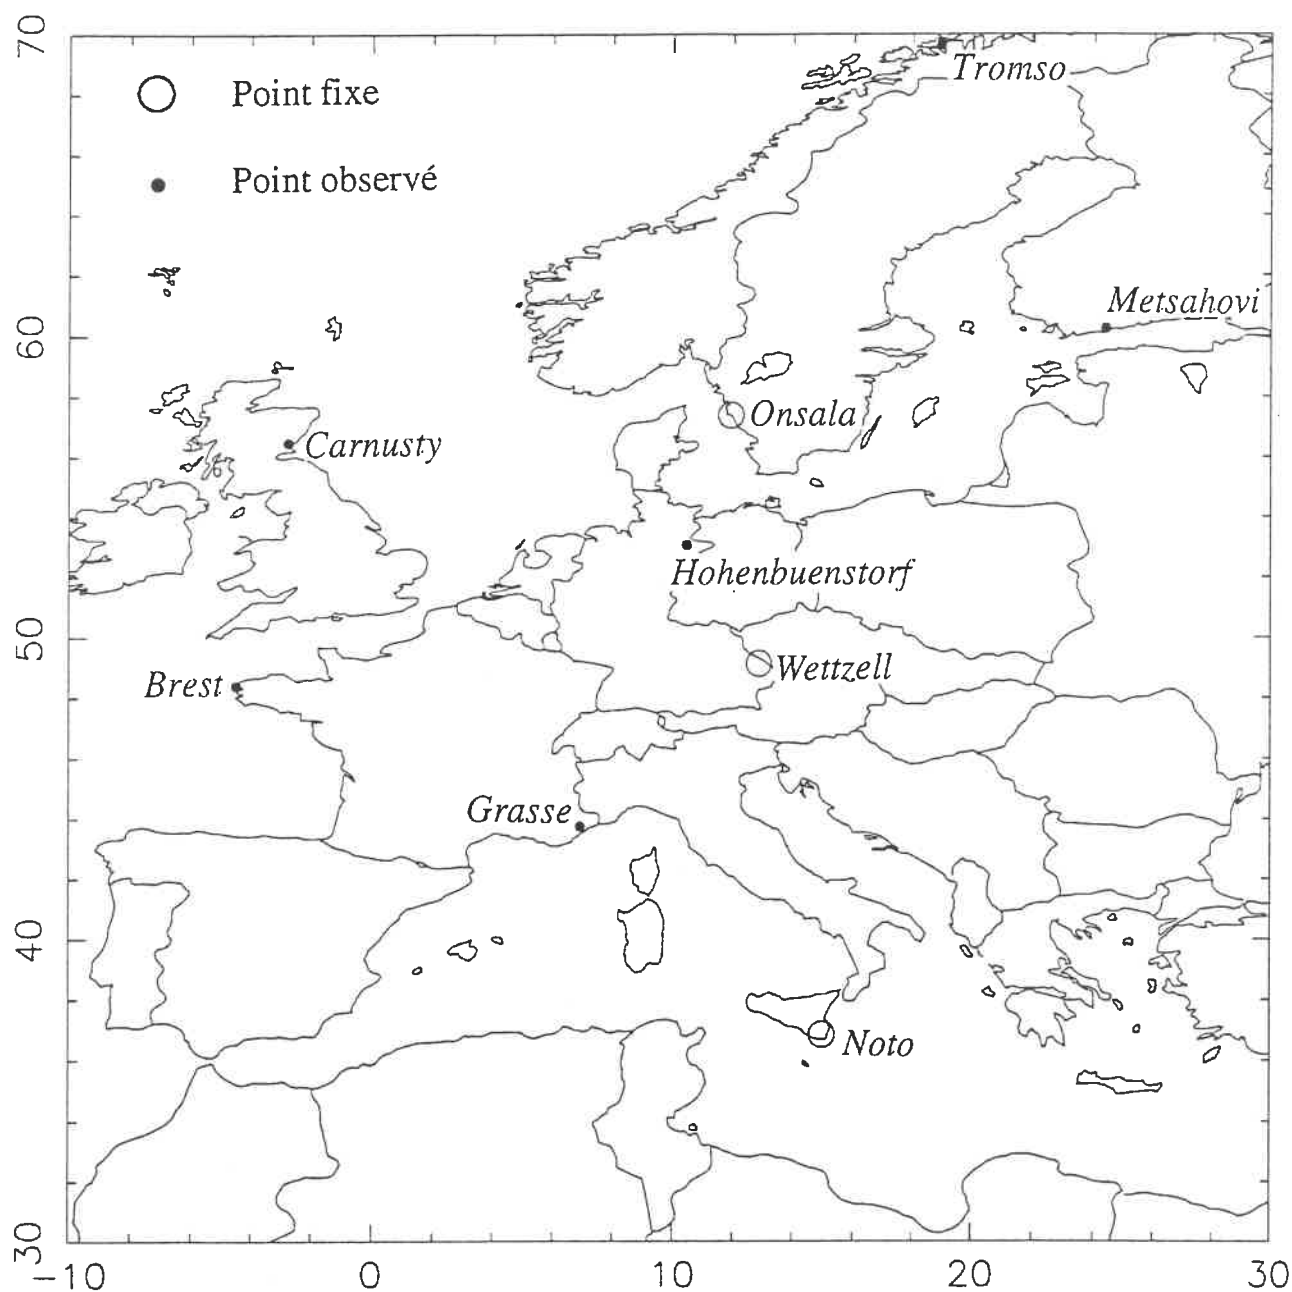 70
Point fixe
Tromso
Point observé
Metsahovi
60
Onsala
Carnusty
Hohenbuenstorf
50
Wettzell
Brest
Grasse
40
Noto
30
-10 0 10 20 30